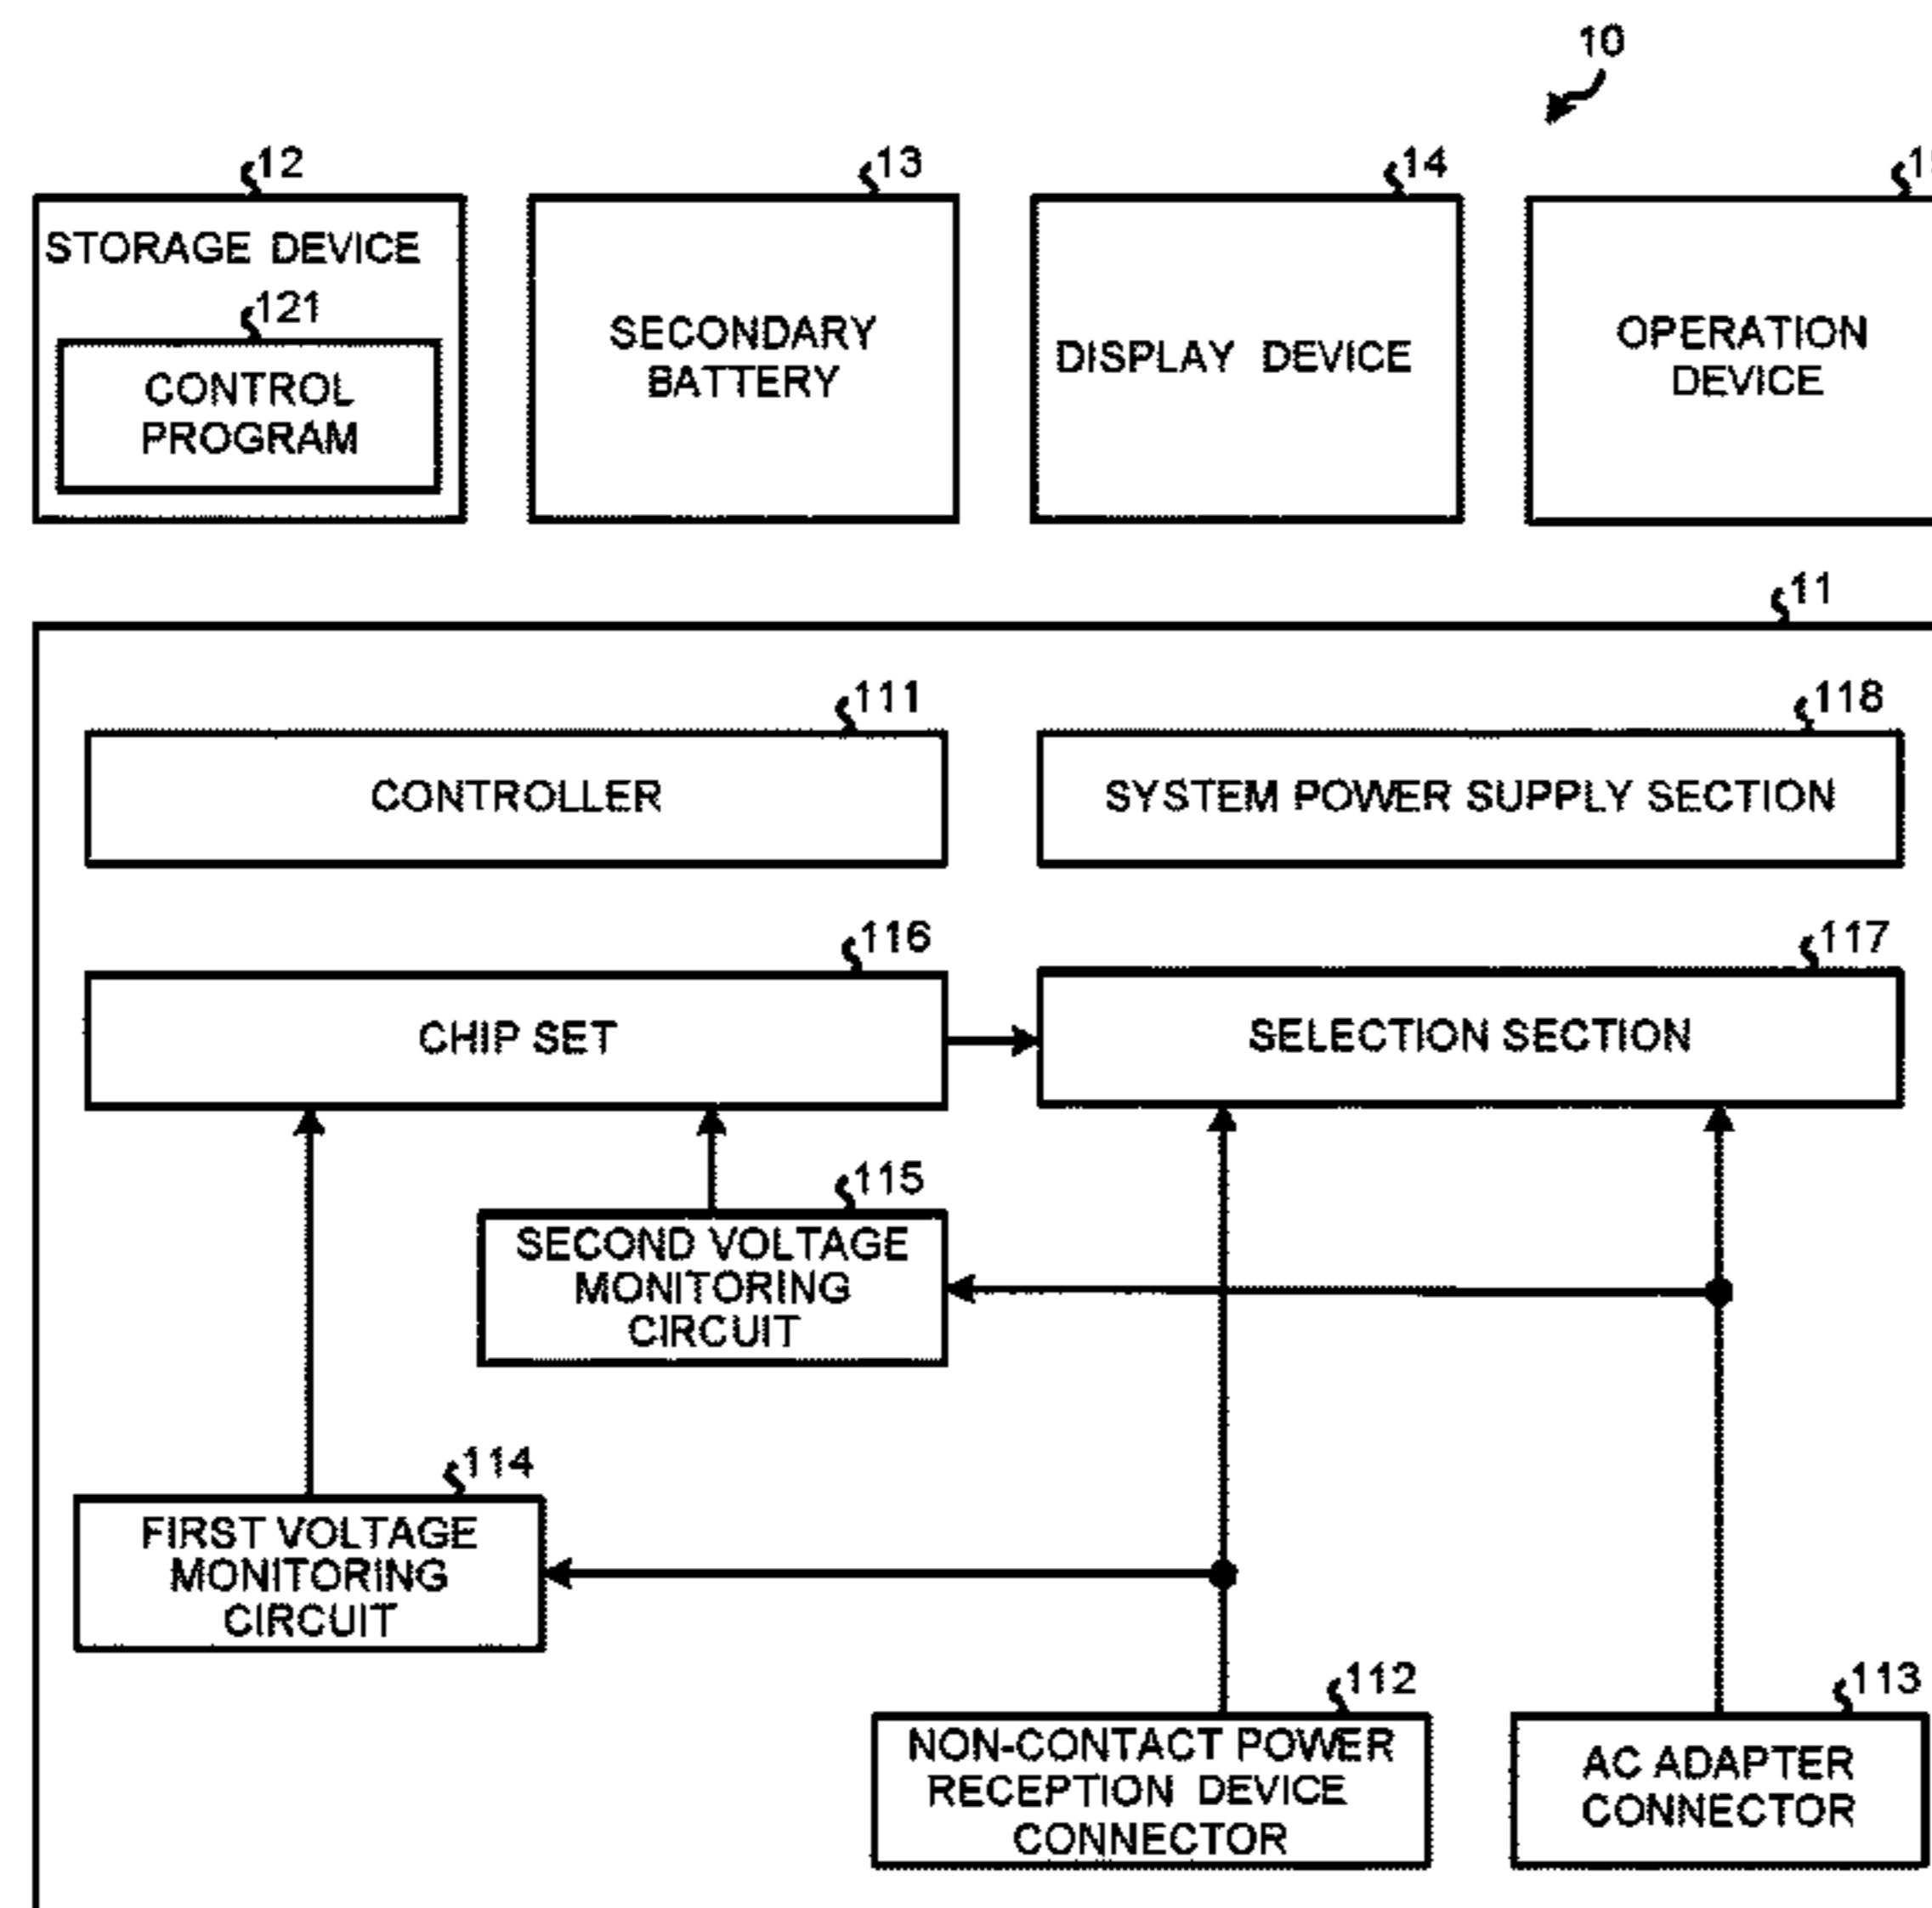 10
12
13
14
STORAGE DEVICE
121
CONTROL
PROGRAM
SECONDARY
BATTERY
DISPLAY DEVICE
OPERATION
DEVICE
11
111
118
CONTROLLER
SYSTEM POWER SUPPLY SECTION
116
117
CHIP SET
SELECTION SECTION
115
SECOND VOLTAGE
MONITORING
CIRCUIT
114
FIRST VOLTAGE
MONITORING
CIRCUIT
112
113
NON-CONTACT POWER
RECEPTION DEVICE
CONNECTOR
AC ADAPTER
CONNECTOR